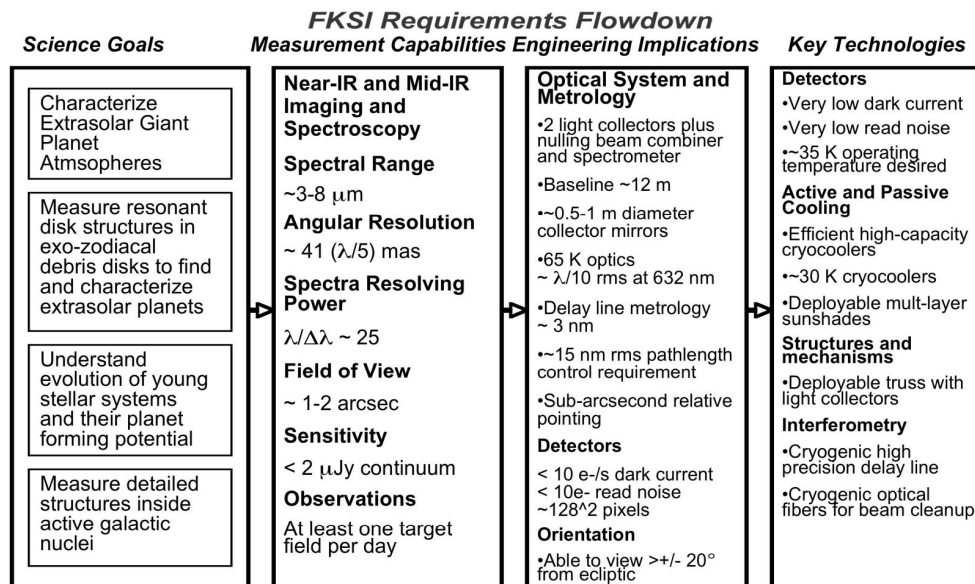 FKSI Requirements Flowdown
Science Goals
Characterize
Extrasolar Giant
Planet
Atmsopheres
Measure resonant
disk structures in
exo-zodiacal
debris disks to find
and characterize
extrasolar planets
Understand
evolution of young
stellar systems
and their planet
forming potential
Measure detailed
structures inside
active galactic
nuclei
Measurement Capabilities
Near-IR and Mid-IR
Imaging and
Spectroscopy
Spectral Range
~3-8 μm
Angular Resolution
~ 41 (λ/5) mas
Spectra Resolving
Power
λ/Δλ ~ 25
Field of View
~ 1-2 arcsec
Sensitivity
< 2 μJy continuum
Observations
At least one target
field per day
Engineering Implications
Optical System and
Metrology
•2 light collectors plus
nulling beam combiner
and spectrometer
•Baseline ~12 m
•~0.5-1 m diameter
collector mirrors
•65 K optics
~ λ/10 rms at 632 nm
•Delay line metrology
~ 3 nm
•~15 nm rms pathlength
control requirement
•Sub-arcsecond relative
pointing
Detectors
< 10 e-/s dark current
< 10e- read noise
~128^2 pixels
Orientation
•Able to view >+/- 20°
from ecliptic
Key Technologies
Detectors
•Very low dark current
•Very low read noise
•~35 K operating
temperature desired
Active and Passive
Cooling
•Efficient high-capacity
cryocoolers
•~30 K cryocoolers
•Deployable mult-layer
sunshades
Structures and
mechanisms
•Deployable truss with
light collectors
Interferometry
•Cryogenic high
precision delay line
•Cryogenic optical
fibers for beam cleanup